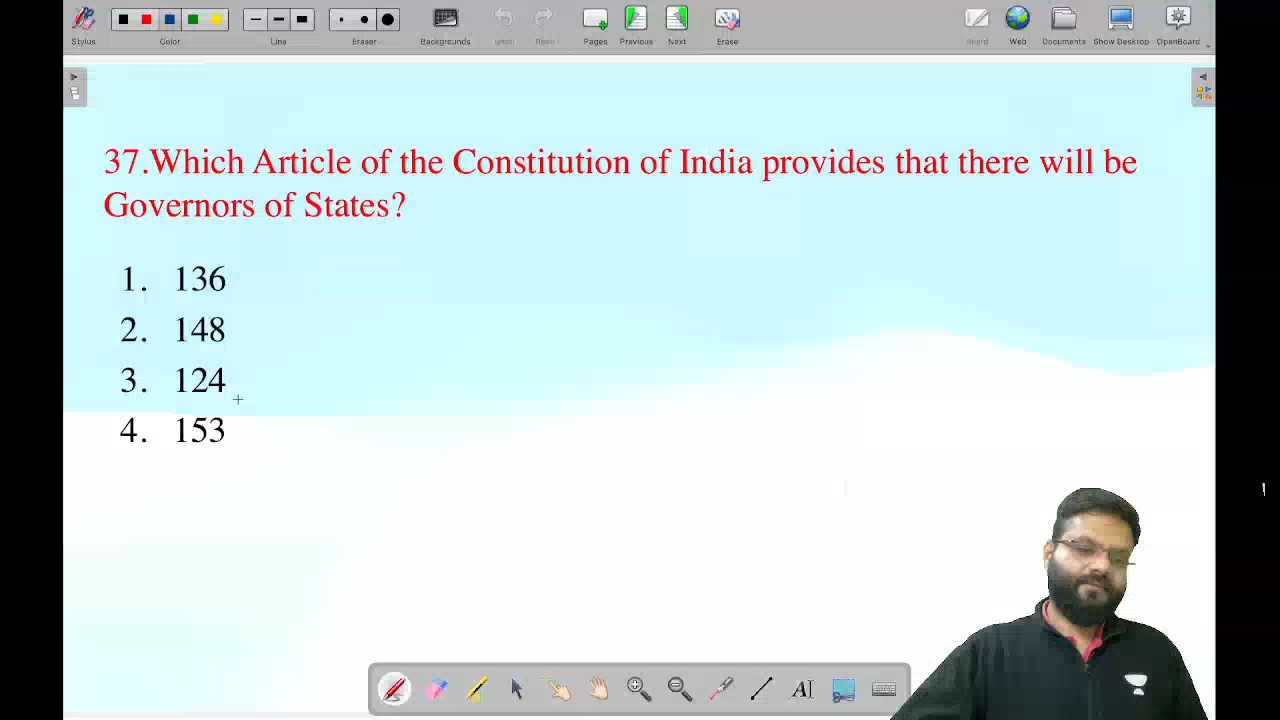 Stylus
Color
Line
Eraser
Backgrounds
undo
Redo
Pages
Previous
Next
Erase
Board
Web
Documents
Show Desktop
OpenBoard
37.Which Article of the Constitution of India provides that there will be
Governors of States?
1. 136
2. 148
3. 124
4. 153